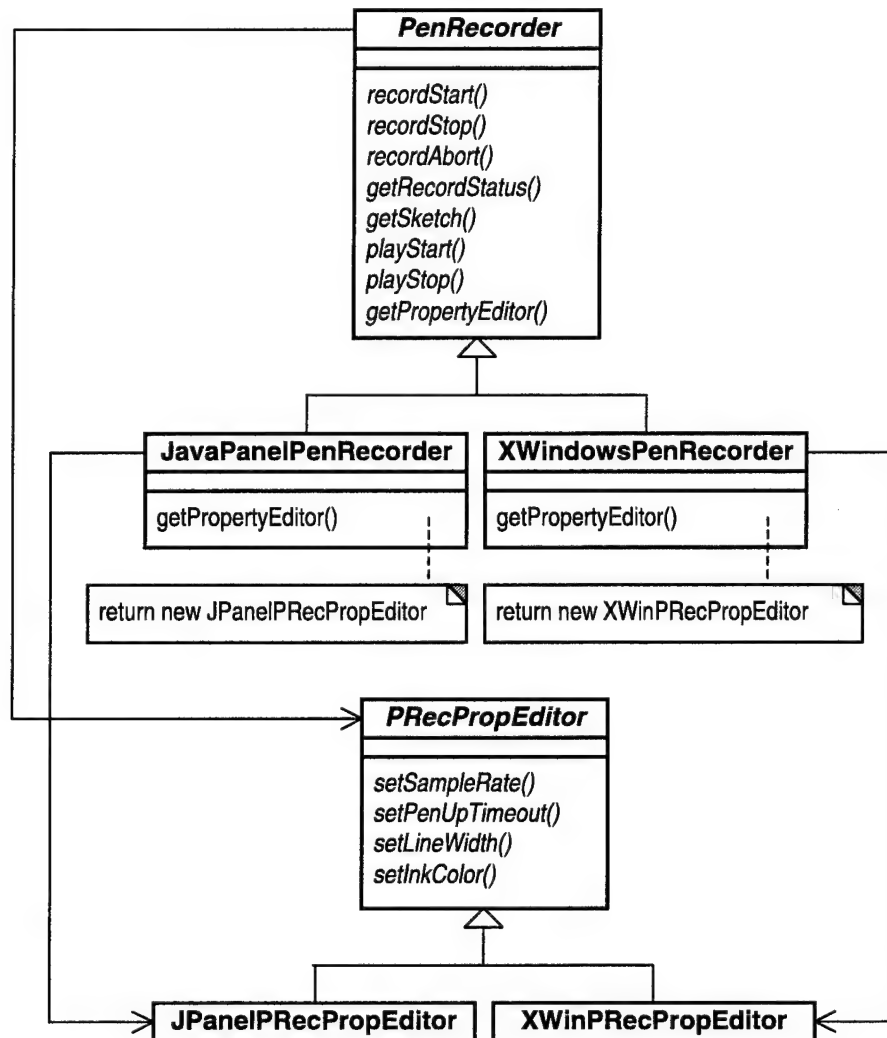 PenRecorder
recordStart()
recordStop()
recordAbort()
getRecordStatus()
getSketch()
playStart()
playStop()
getPropertyEditor()
JavaPanelPenRecorder
XWindowsPenRecorder
getPropertyEditor()
getPropertyEditor()
return new JPanelPRecPropEditor
return new XWinPRecPropEditor
PRecPropEditor
setSampleRate()
setPenUpTimeout()
setLineWidth()
setInkColor()
JPanelPRecPropEditor
XWinPRecPropEditor